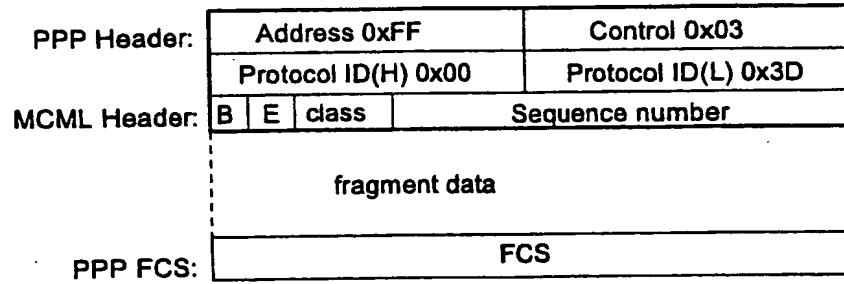 PPP Header: Address 0xFF Control 0x03
Protocol ID(H) 0x00 Protocol ID(L) 0x3D
MCML Header: B E class Sequence number
fragment data
PPP FCS: FCS